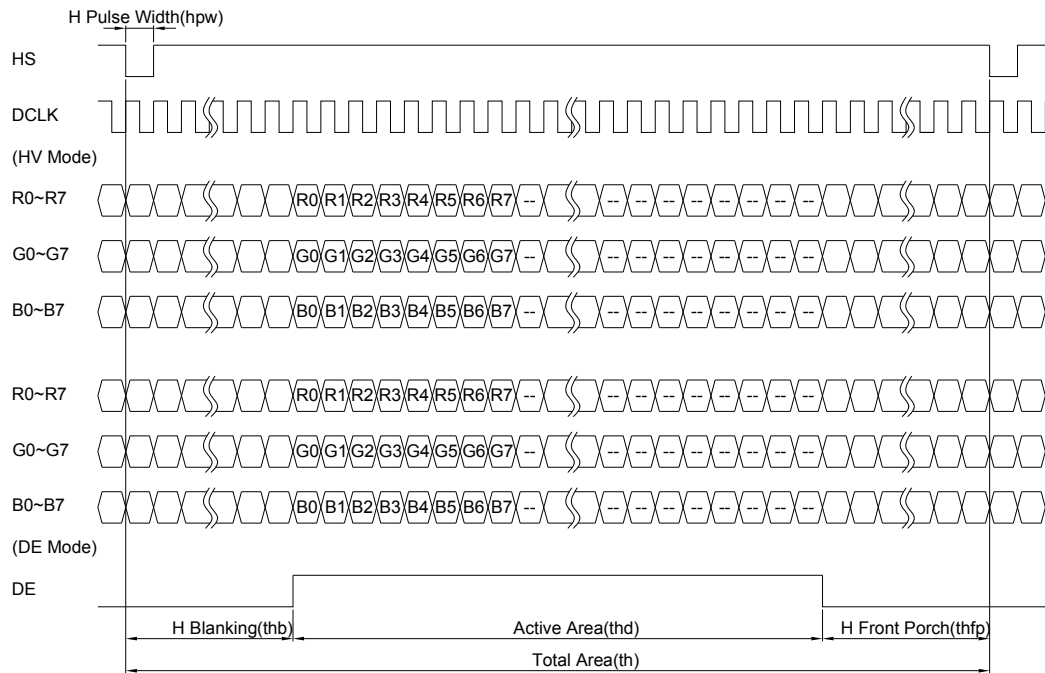 H Pulse Width(hpw)
HS
DCLK
(HV Mode)
R0~R7 R0 R1 R2 R3 R4 R5 R6 R7 -- -- -- -- -- -- -- -- --
G0~G7 G0 G1 G2 G3 G4 G5 G6 G7 -- -- -- -- -- -- -- -- --
B0~B7 B0 B1 B2 B3 B4 B5 B6 B7 -- -- -- -- -- -- -- -- --
R0~R7 R0 R1 R2 R3 R4 R5 R6 R7 -- -- -- -- -- -- -- -- --
G0~G7 G0 G1 G2 G3 G4 G5 G6 G7 -- -- -- -- -- -- -- -- --
B0~B7 B0 B1 B2 B3 B4 B5 B6 B7 -- -- -- -- -- -- -- -- --
(DE Mode)
DE
H Blanking(thb) Active Area(thd) H Front Porch(thfp)
Total Area(th)